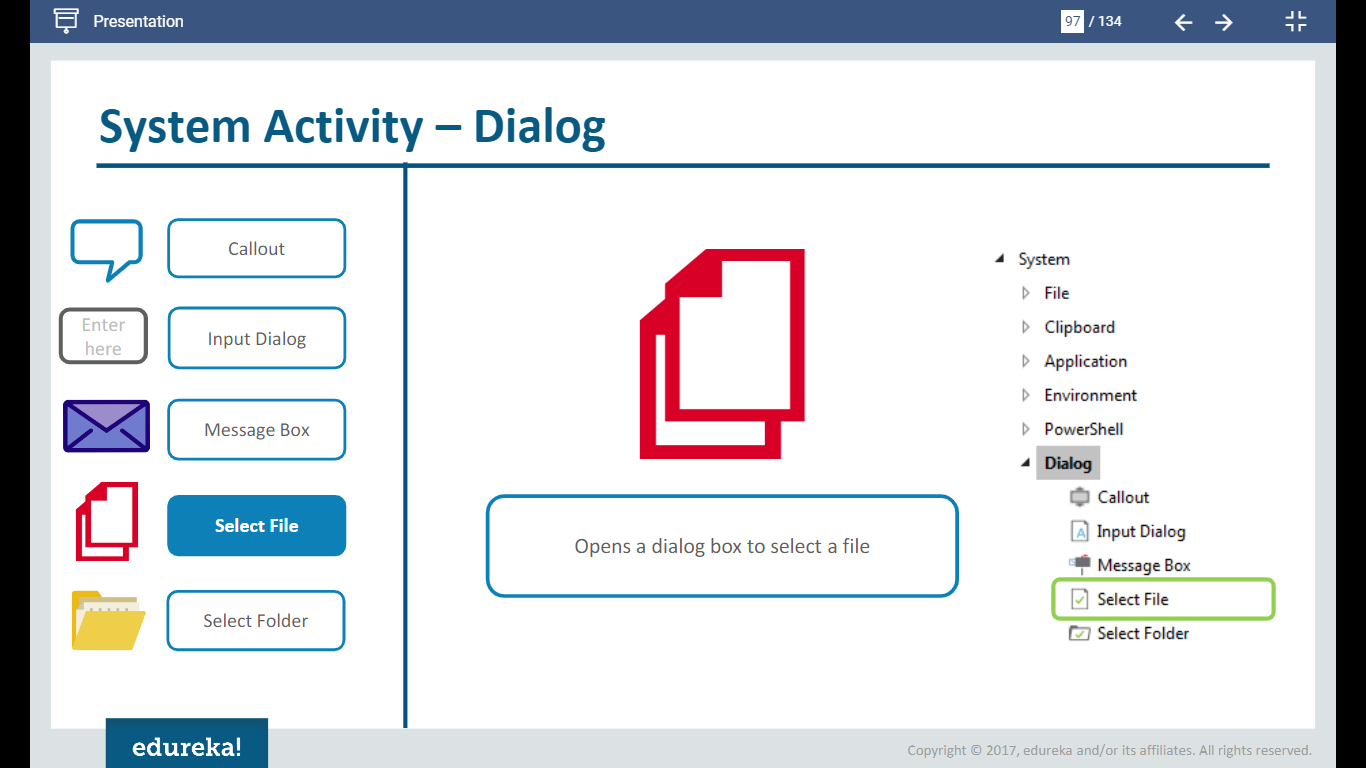 Presentation
97 / 134
System Activity – Dialog
Callout
Enter
here
Input Dialog
Message Box
Select File
Select Folder
Opens a dialog box to select a file
System
File
Clipboard
Application
Environment
PowerShell
Dialog
Callout
Input Dialog
Message Box
Select File
Select Folder
edureka!
Copyright © 2017, edureka and/or its affiliates. All rights reserved.